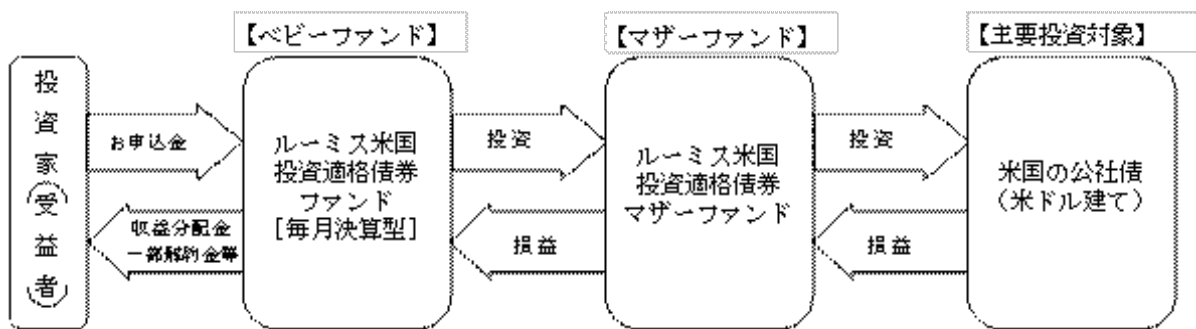 【ベビーファンド】
【マザーファンド】
【主要投資対象】
投資家(受益者)
お申込金
収益分配金
一部解約金等
ルーミス米国
投資適格債券
ファンド
[毎月決算型]
投資
損益
ルーミス米国
投資適格債券
マザーファンド
投資
損益
米国の公社債
(米ドル建て)